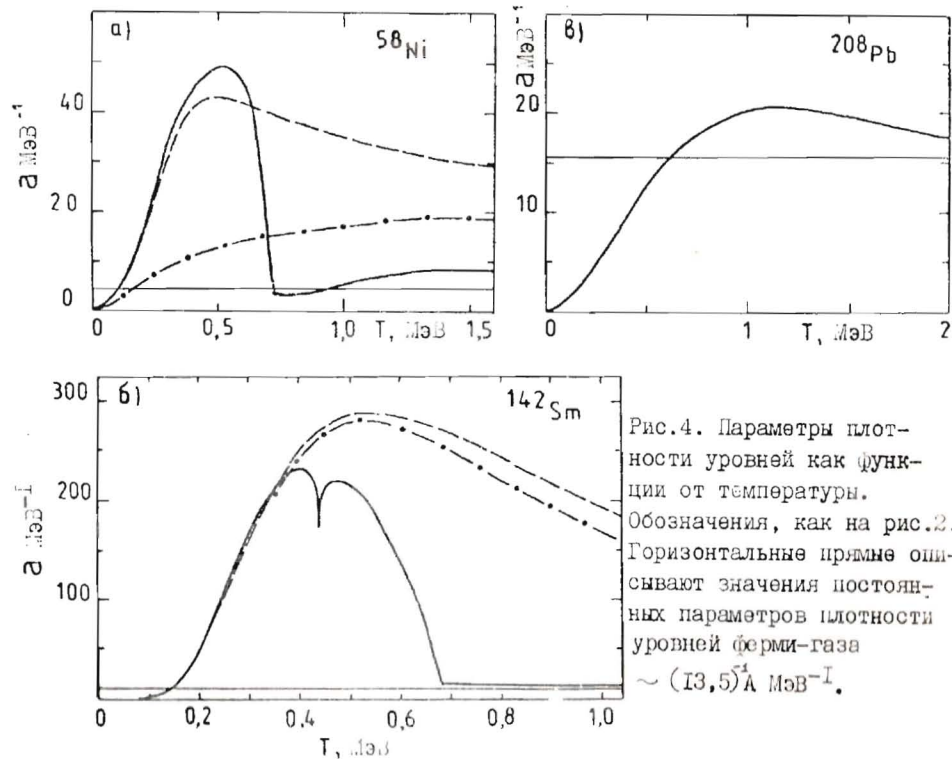 а)
⁵⁸Ni
a МэВ⁻¹
40
20
0
0
0,5
1,0
T, МэВ
1,5
в)
²⁰⁸Pb
a МэВ⁻¹
20
10
0
0
1
T, МэВ
2
б)
¹⁴²Sm
a МэВ⁻I
300
200
100
0
0,2
0,4
0,6
0,8
1,0
T, МэВ
Рис.4. Параметры плот-
ности уровней как функ-
ции от температуры.
Обозначения, как на рис.2.
Горизонтальные прямые опи-
сывают значения постоян-
ных параметров плотности
уровней ферми-газа
~ (I3,5)⁻¹A МэВ⁻I.